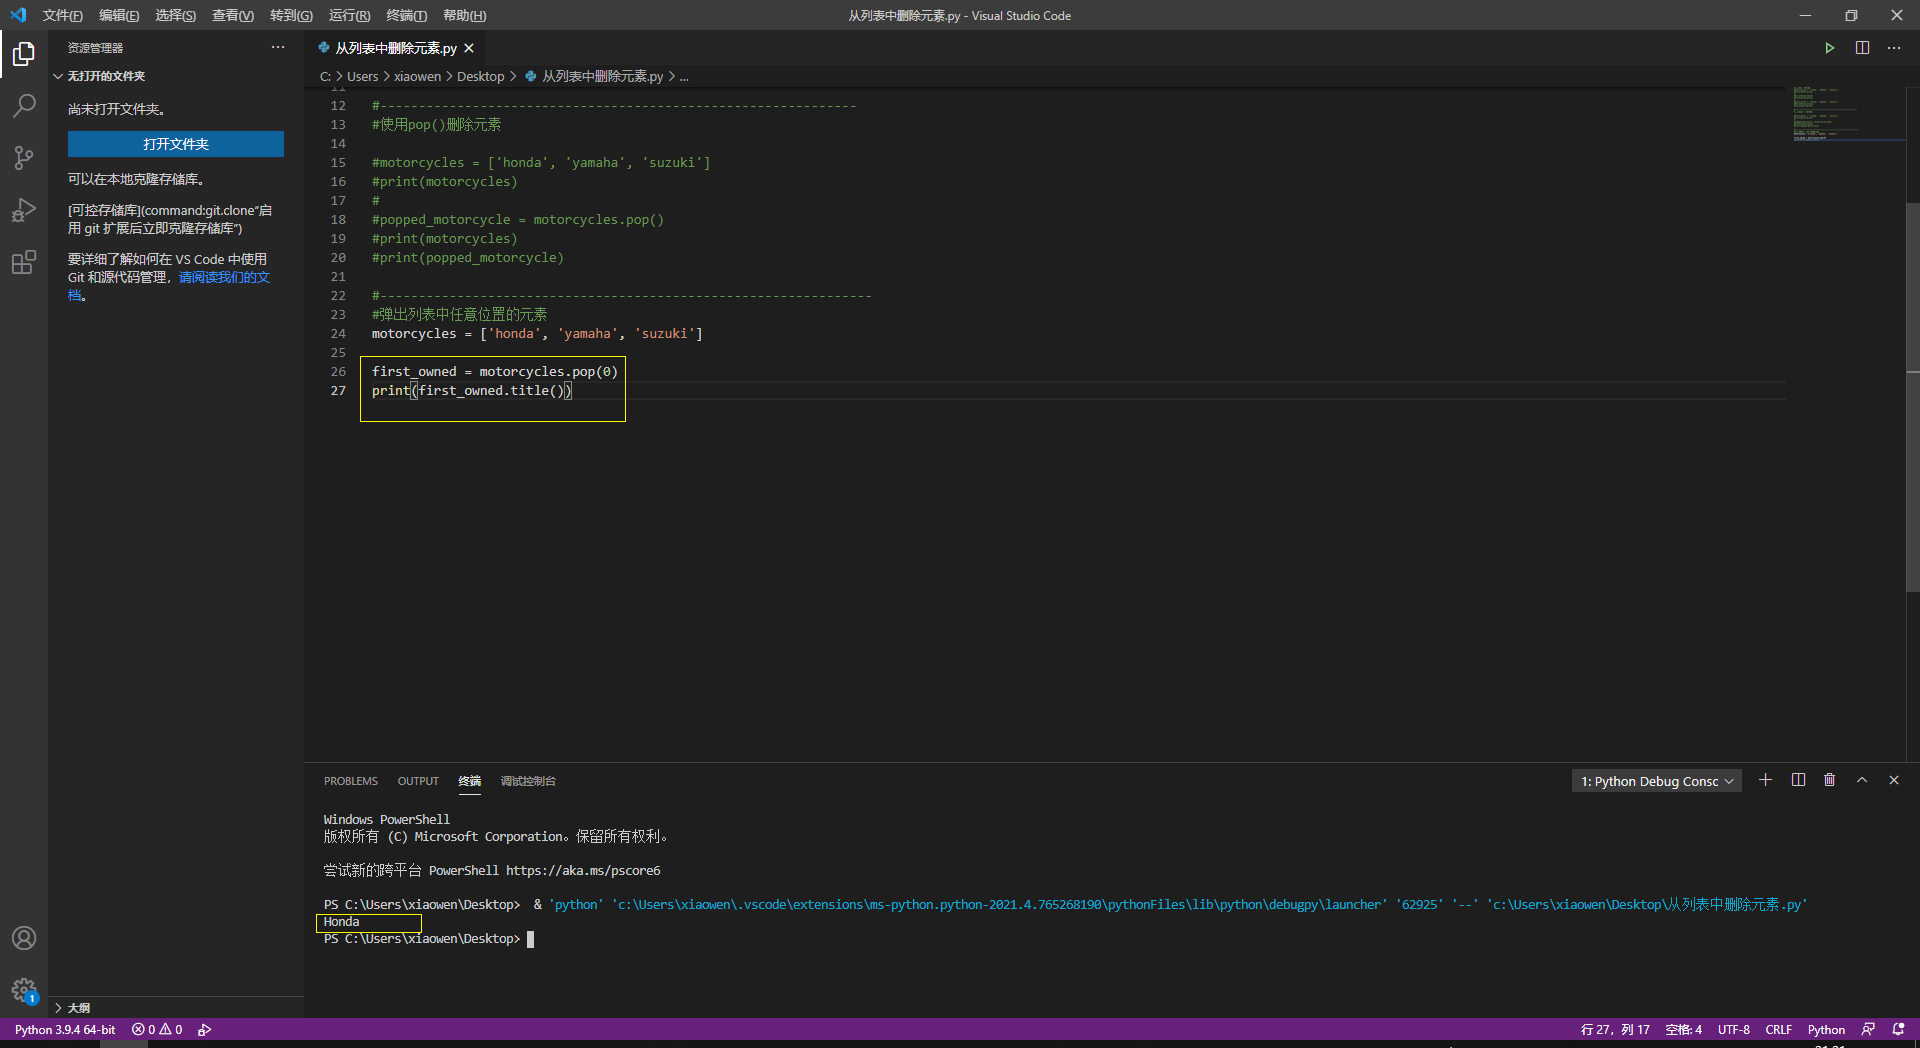 文件(F) 编辑(E) 选择(S) 查看(V) 转到(G) 运行(R) 终端(T) 帮助(H)
从列表中删除元素.py - Visual Studio Code
资源管理器
无打开的文件夹
尚未打开文件夹。
打开文件夹
可以在本地克隆存储库。
[可控存储库](command:git.clone“启
用 git 扩展后立即克隆存储库”)
要详细了解如何在 VS Code 中使用
Git 和源代码管理，请阅读我们的文
档。
大纲
从列表中删除元素.py
C: > Users > xiaowen > Desktop > 从列表中删除元素.py > ...
11
12 #--------------------------------------------------------------
13 #使用pop()删除元素
14
15 #motorcycles = ['honda', 'yamaha', 'suzuki']
16 #print(motorcycles)
17 #
18 #popped_motorcycle = motorcycles.pop()
19 #print(motorcycles)
20 #print(popped_motorcycle)
21
22 #----------------------------------------------------------------
23 #弹出列表中任意位置的元素
24 motorcycles = ['honda', 'yamaha', 'suzuki']
25
26 first_owned = motorcycles.pop(0)
27 print(first_owned.title())
PROBLEMS OUTPUT 终端 调试控制台
1: Python Debug Consc
Windows PowerShell
版权所有 (C) Microsoft Corporation。保留所有权利。
尝试新的跨平台 PowerShell https://aka.ms/pscore6
PS C:\Users\xiaowen\Desktop> & 'python' 'c:\Users\xiaowen\.vscode\extensions\ms-python.python-2021.4.765268190\pythonFiles\lib\python\debugpy\launcher' '62925' '--' 'c:\Users\xiaowen\Desktop\从列表中删除元素.py'
Honda
PS C:\Users\xiaowen\Desktop>
1
Python 3.9.4 64-bit 0 0
行 27，列 17 空格: 4 UTF-8 CRLF Python